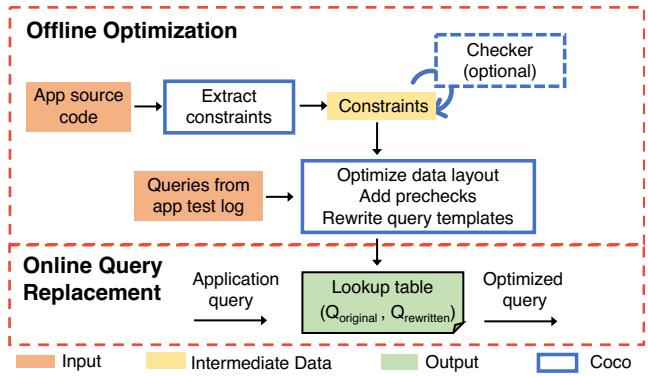 Offline Optimization
Checker
(optional)
App source
code
Extract
constraints
Constraints
Queries from
app test log
Optimize data layout
Add prechecks
Rewrite query templates
Online Query
Replacement
Application
query
Lookup table
(Qoriginal , Qrewritten)
Optimized
query
Input
Intermediate Data
Output
Coco